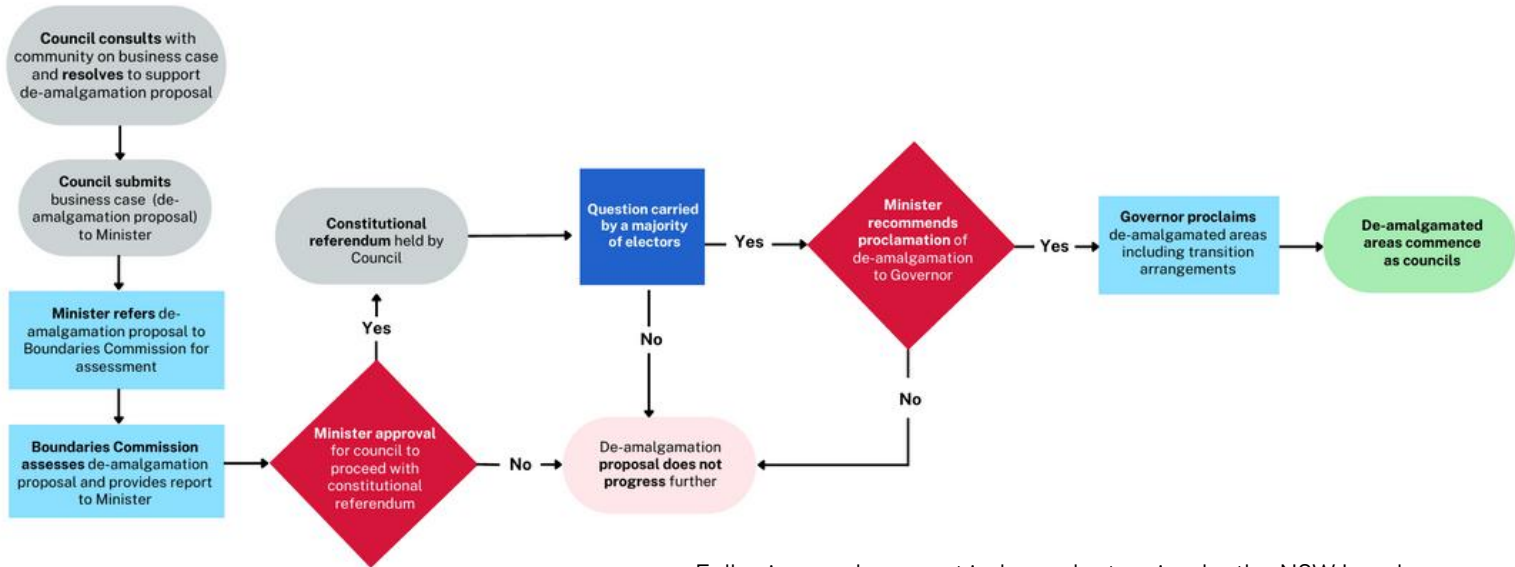 Council consults with
community on business case
and resolves to support
de-amalgamation proposal
Council submits
business case (de-
amalgamation proposal)
to Minister
Minister refers de-
amalgamation proposal to
Boundaries Commission for
assessment
Boundaries Commission
assesses de-amalgamation
proposal and provides report
to Minister
Minister approval
for council to
proceed with
constitutional
referendum
Yes
No
Constitutional
referendum held by
Council
Question carried
by a majority
of electors
Yes
No
De-amalgamation
proposal does not
progress further
Minister
recommends
proclamation of
de-amalgamation
to Governor
Yes
No
Governor proclaims
de-amalgamated areas
including transition
arrangements
De-amalgamated
areas commence
as councils